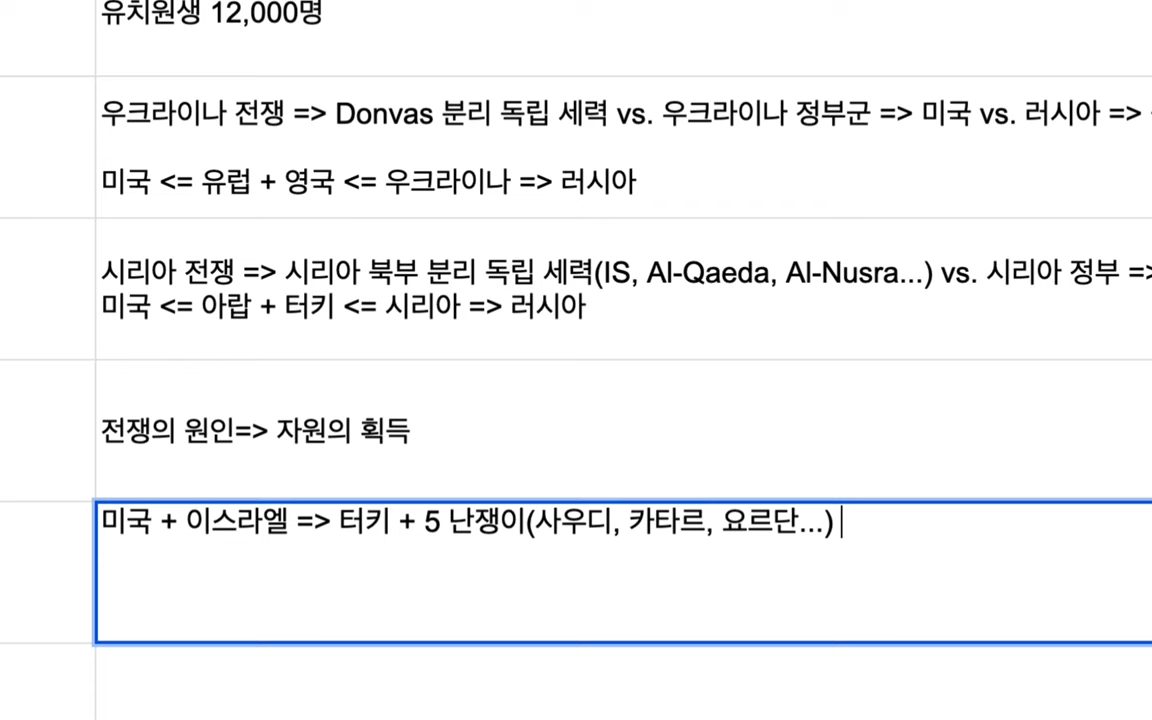 유치원생 12,000명
우크라이나 전쟁 => Donvas 분리 독립 세력 vs. 우크라이나 정부군 => 미국 vs. 러시아 =>
미국 <= 유럽 + 영국 <= 우크라이나 => 러시아
시리아 전쟁 => 시리아 북부 분리 독립 세력(IS, Al-Qaeda, Al-Nusra...) vs. 시리아 정부 =>
미국 <= 아랍 + 터키 <= 시리아 => 러시아
전쟁의 원인=> 자원의 획득
미국 + 이스라엘 => 터키 + 5 난쟁이(사우디, 카타르, 요르단...)